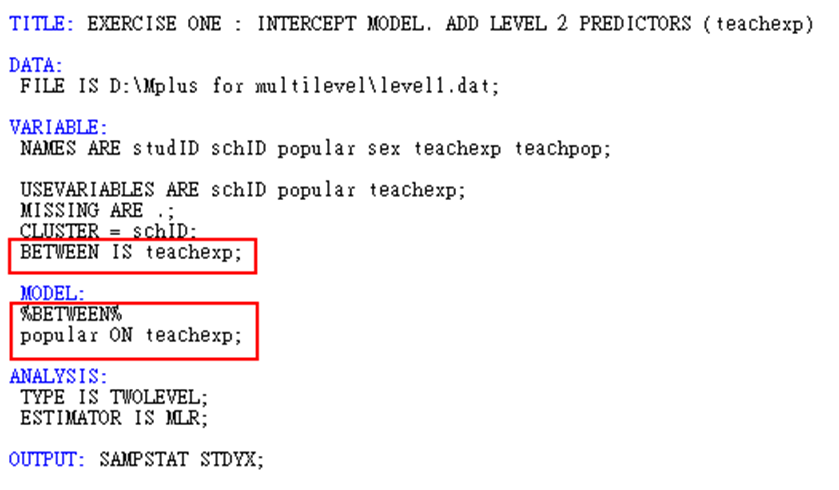 TITLE: EXERCISE ONE : INTERCEPT MODEL. ADD LEVEL 2 PREDICTORS (teachexp)
DATA:
FILE IS D:\Mplus for multilevel\level1.dat;
VARIABLE:
NAMES ARE studID schID popular sex teachexp teachpop;
USEVARIABLES ARE schID popular teachexp;
MISSING ARE .;
CLUSTER = schID;
BETWEEN IS teachexp;
MODEL:
%BETWEEN%
popular ON teachexp;
ANALYSIS:
TYPE IS TWOLEVEL;
ESTIMATOR IS MLR;
OUTPUT: SAMPSTAT STDYX;